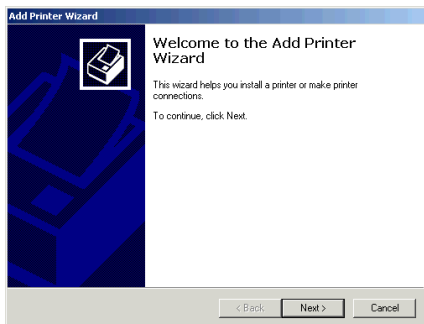 Add Printer Wizard
Welcome to the Add Printer
Wizard
This wizard helps you install a printer or make printer
connections.
To continue, click Next.
< Back
Next >
Cancel